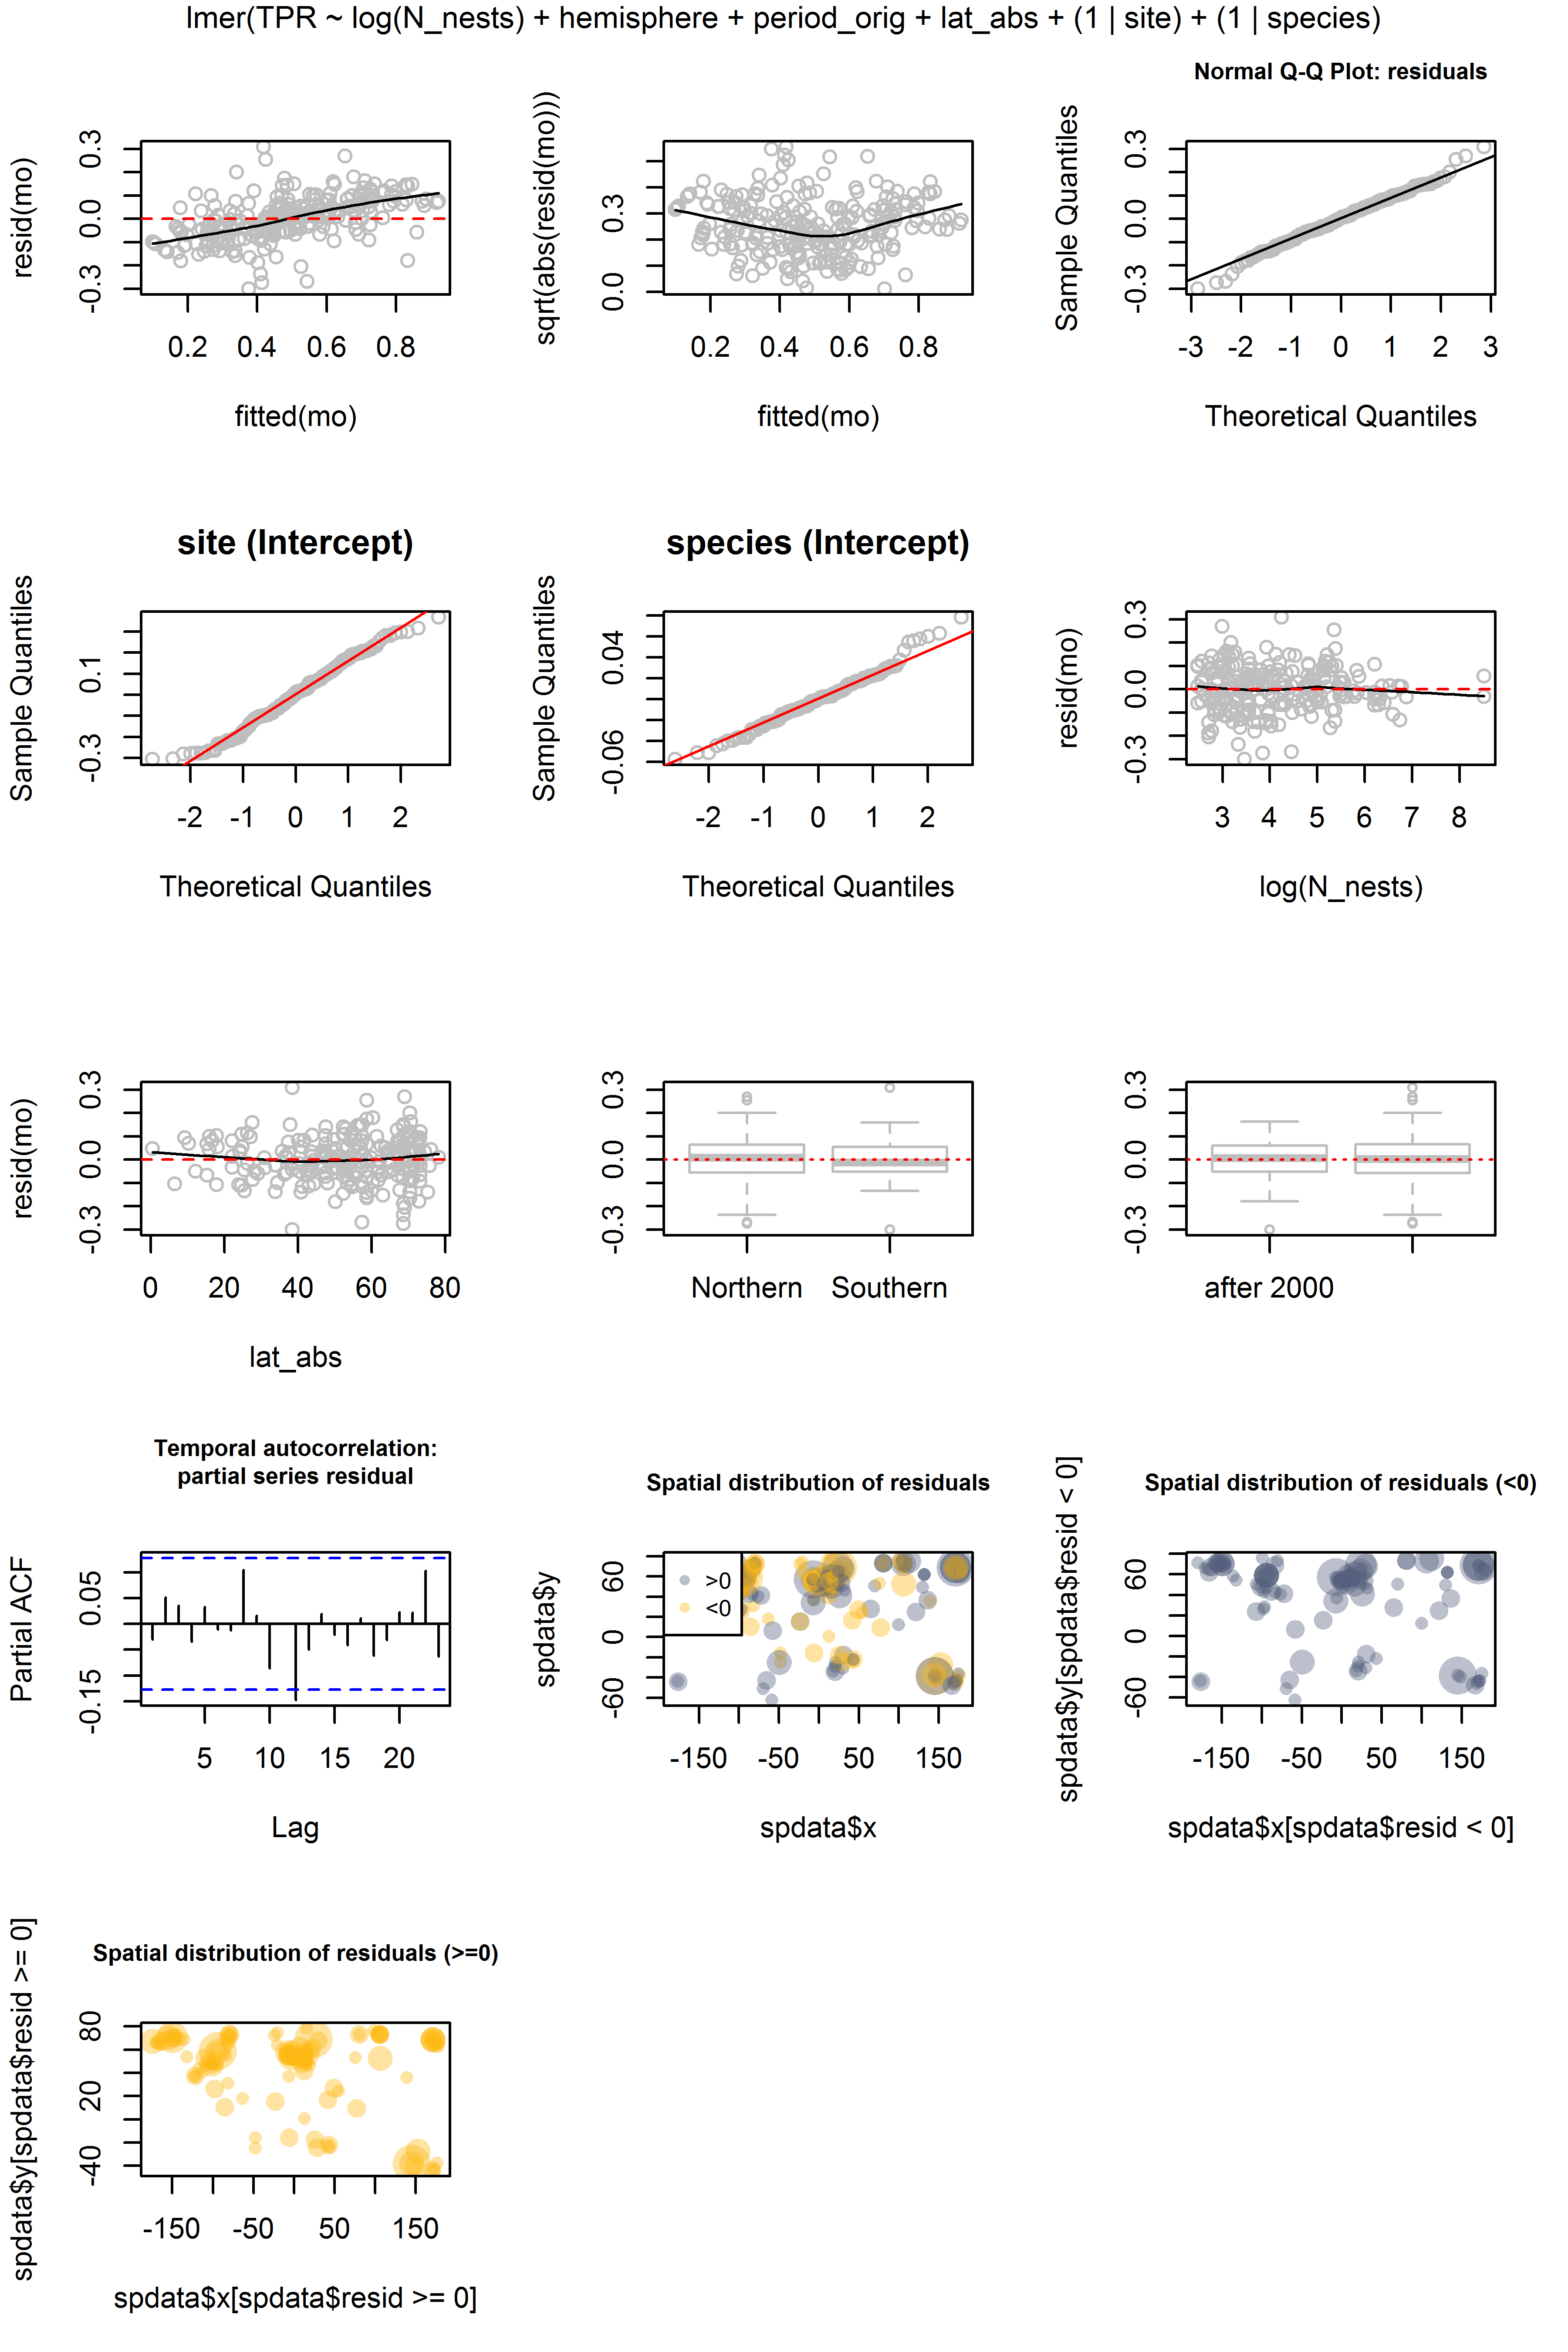 lmer(TPR ~ log(N_nests) + hemisphere + period_orig + lat_abs + (1 | site) + (1 | species)
resid(mo)
0.3
0.0
-0.3
0.2 0.4 0.6 0.8
fitted(mo)
sqrt(abs(resid(mo)))
0.3
0.0
0.2 0.4 0.6 0.8
fitted(mo)
Normal Q-Q Plot: residuals
Sample Quantiles
0.3
0.0
-0.3
-3 -2 -1 0 1 2 3
Theoretical Quantiles
site (Intercept)
Sample Quantiles
0.1
-0.3
-2 -1 0 1 2
Theoretical Quantiles
species (Intercept)
Sample Quantiles
0.04
-0.06
-2 -1 0 1 2
Theoretical Quantiles
resid(mo)
0.3
0.0
-0.3
3 4 5 6 7 8
log(N_nests)
resid(mo)
0.3
0.0
-0.3
0 20 40 60 80
lat_abs
0.3
0.0
-0.3
Northern Southern
0.3
0.0
-0.3
after 2000
Temporal autocorrelation:
partial series residual
Partial ACF
0.05
-0.15
5 10 15 20
Lag
Spatial distribution of residuals
spdata$y
60
0
-60
>0
<0
-150 -50 50 150
spdata$x
Spatial distribution of residuals (<0)
spdata$y[spdata$resid < 0]
60
0
-60
-150 -50 50 150
spdata$x[spdata$resid < 0]
Spatial distribution of residuals (>=0)
spdata$y[spdata$resid >= 0]
80
20
-40
-150 -50 50 150
spdata$x[spdata$resid >= 0]